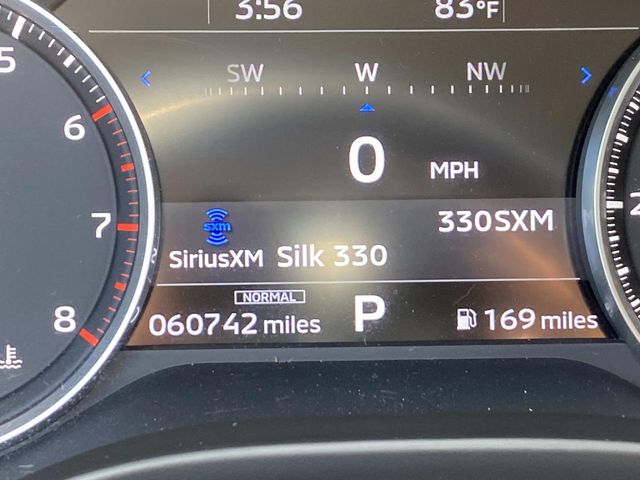 3:56 83°F
SW W NW
5
6
7
8
0 MPH
sxm
330SXM
SiriusXM Silk 330
NORMAL
060742 miles P 169 miles
2